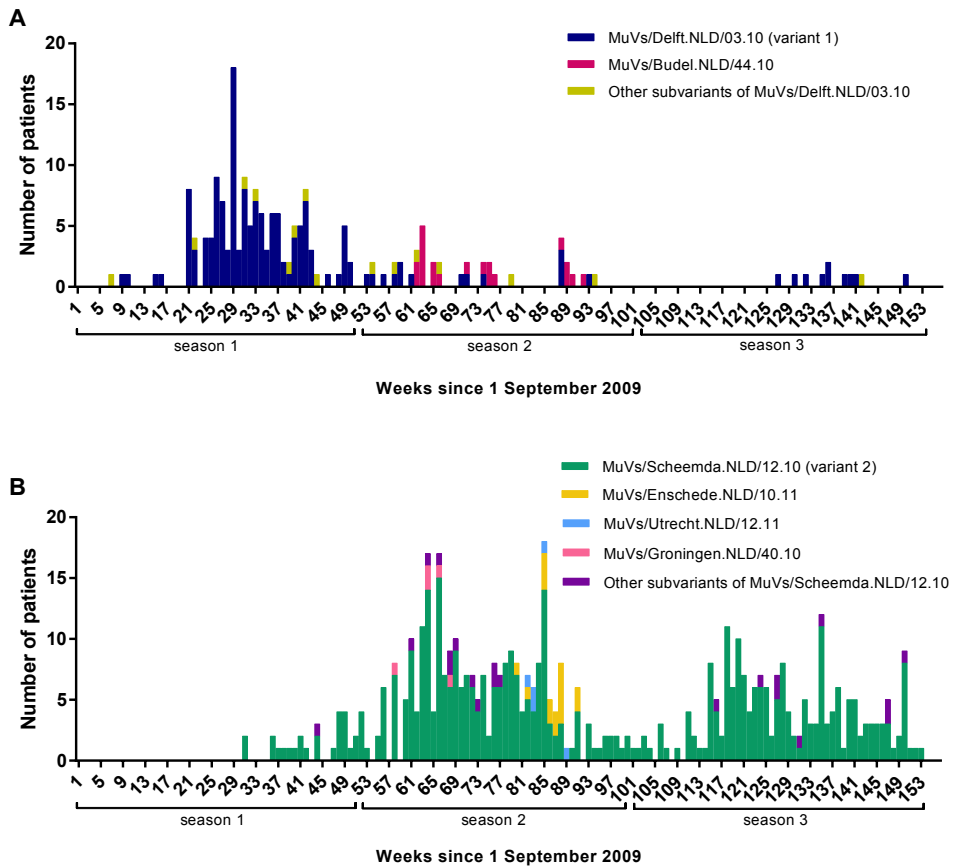 A
MuVs/Delft.NLD/03.10 (variant 1)
MuVs/Budel.NLD/44.10
Other subvariants of MuVs/Delft.NLD/03.10
Number of patients
20
15
10
5
0
1 5 9 13 17 21 25 29 33 37 41 45 49 53 57 61 65 69 73 77 81 85 89 93 97 101 105 109 113 117 121 125 129 133 137 141 145 149 153
season 1 season 2 season 3
Weeks since 1 September 2009
B
MuVs/Scheemda.NLD/12.10 (variant 2)
MuVs/Enschede.NLD/10.11
MuVs/Utrecht.NLD/12.11
MuVs/Groningen.NLD/40.10
Other subvariants of MuVs/Scheemda.NLD/12.10
Number of patients
20
15
10
5
0
1 5 9 13 17 21 25 29 33 37 41 45 49 53 57 61 65 69 73 77 81 85 89 93 97 101 105 109 113 117 121 125 129 133 137 141 145 149 153
season 1 season 2 season 3
Weeks since 1 September 2009